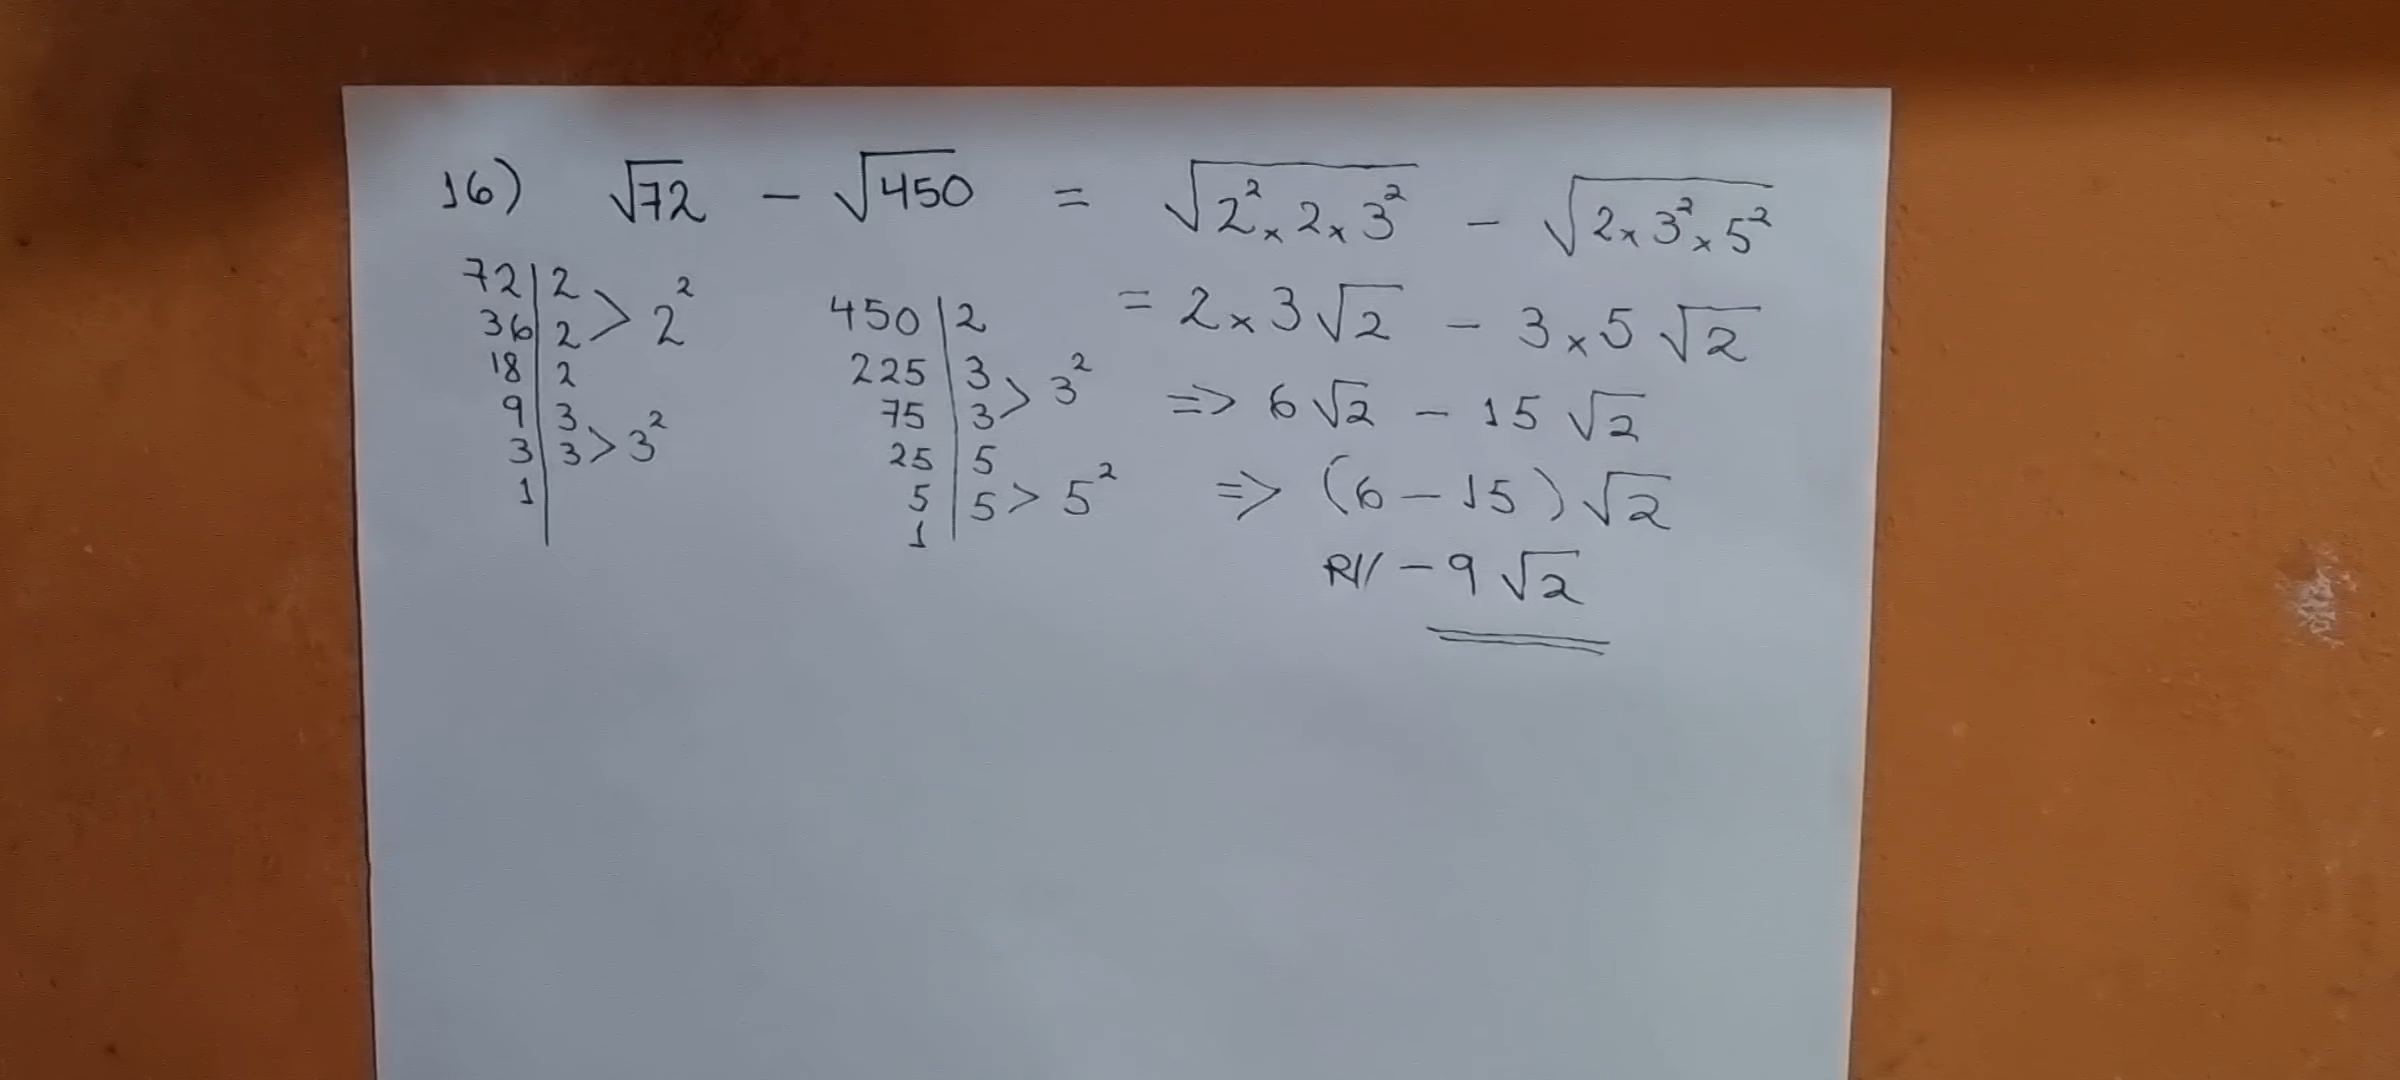 16) √72 - √450 = √2²×2×3² - √2×3²×5²
= 2×3√2 - 3×5√2
=> 6√2 - 15√2
=> (6-15)√2
R// -9√2
72|2
36|2 > 2²
18|2
9|3
3|3 > 3²
1|
450|2
225|3
75|3 > 3²
25|5
5|5 > 5²
1|